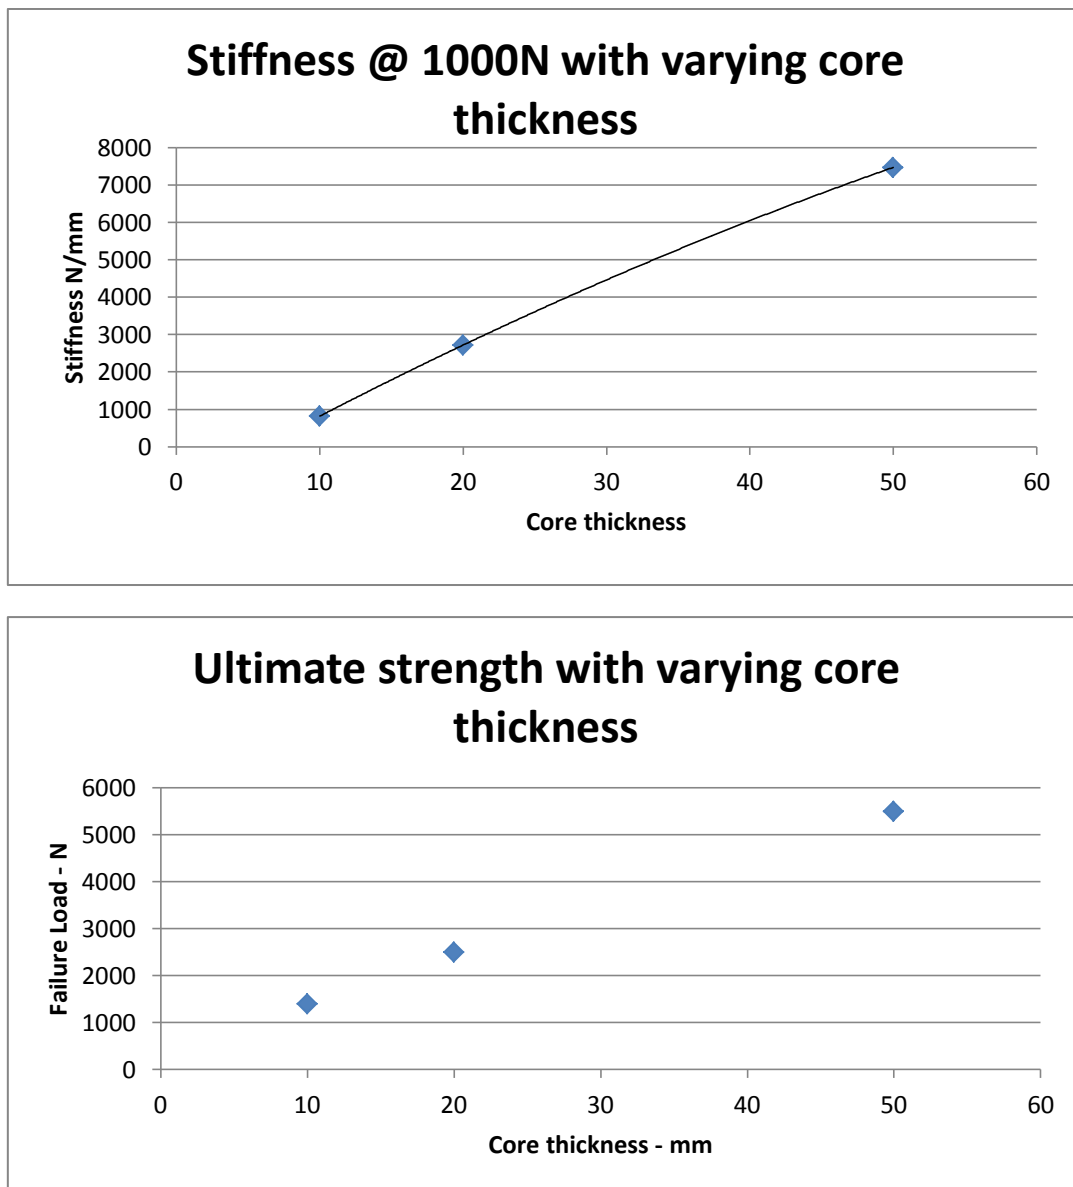 Stiffness @ 1000N with varying core
thickness
8000
7000
6000
5000
4000
3000
2000
1000
0
Stiffness N/mm
0 10 20 30 40 50 60
Core thickness
Ultimate strength with varying core
thickness
6000
5000
4000
3000
2000
1000
0
Failure Load - N
0 10 20 30 40 50 60
Core thickness - mm